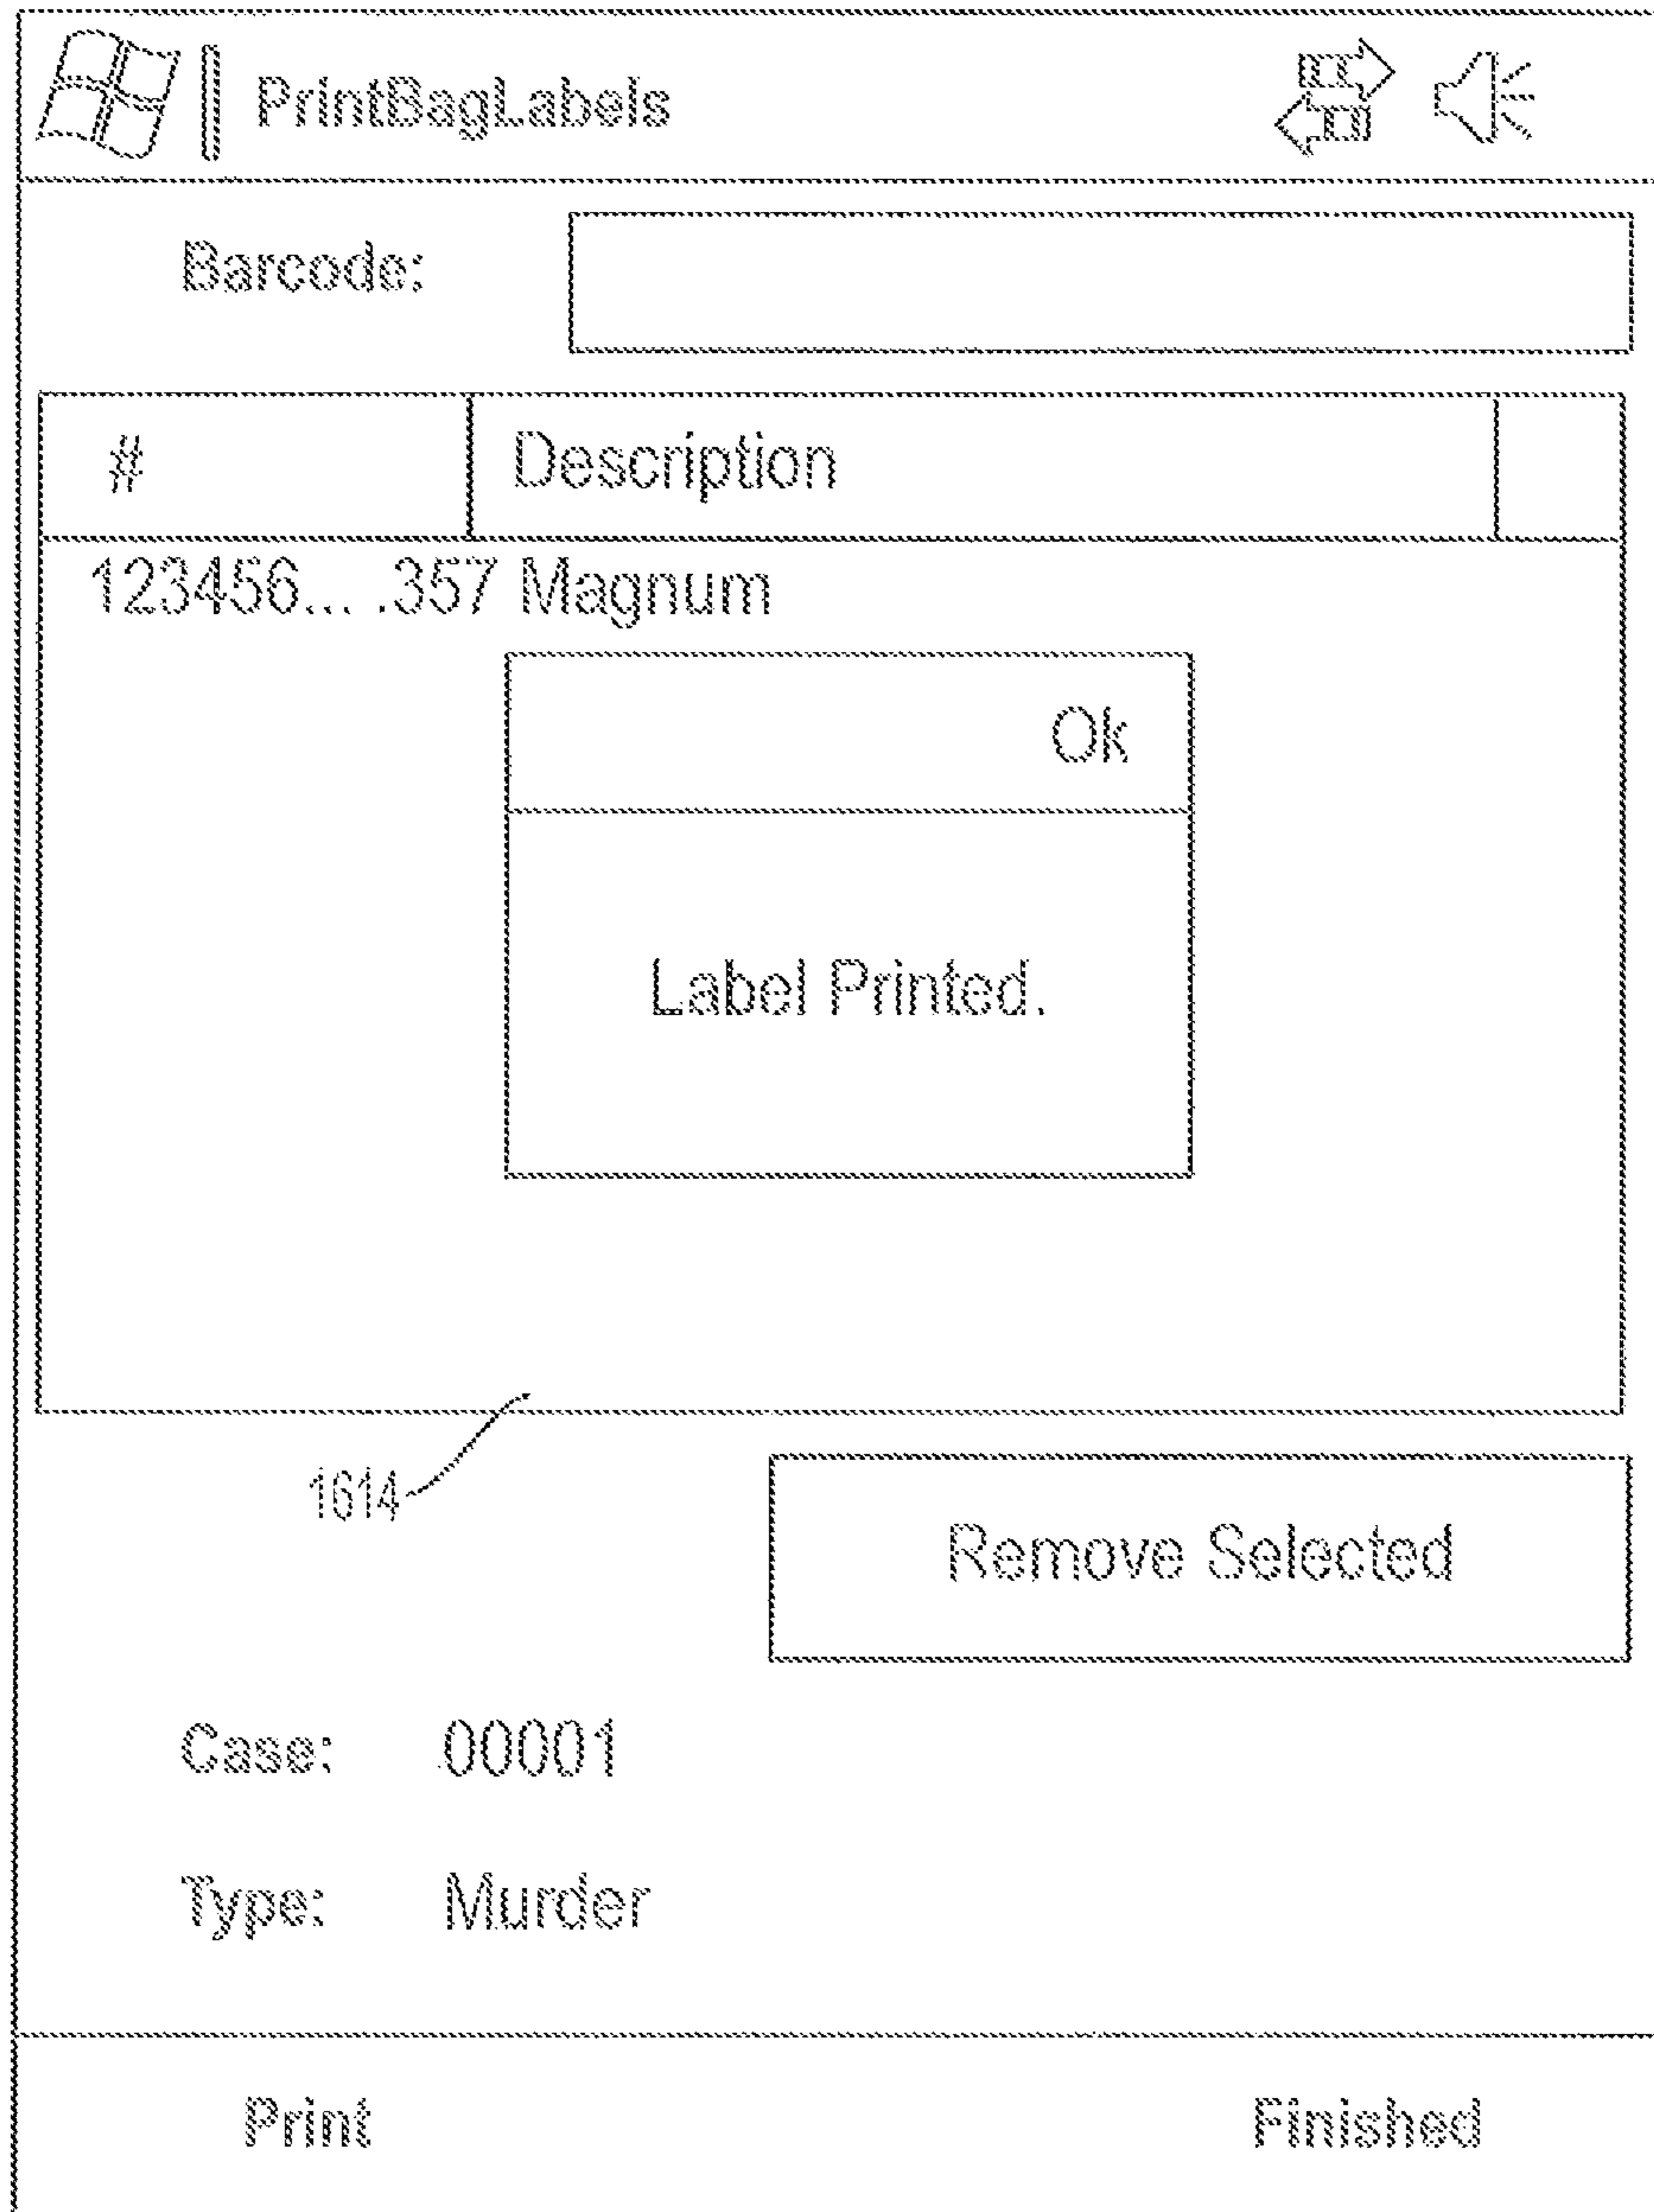 PrintBagLabels
Barcode:
# Description
123456... .357 Magnum
Ok
Label Printed.
1614
Remove Selected
Case: 00001
Type: Murder
Print Finished